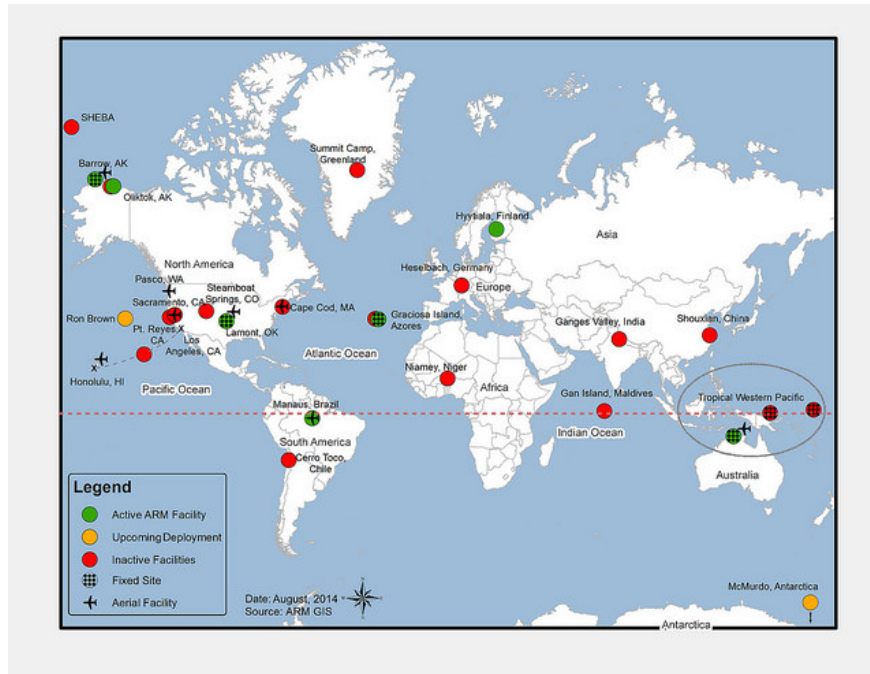 SHEBA
Summit Camp,
Greenland
Barrow, AK
Oliktok, AK
Hyytiala, Finland
Asia
North America
Pasco, WA
Heselbach, Germany
Europe
Steamboat
Springs, CO
Sacramento, CA
Cape Cod, MA
Ron Brown
Graciosa Island,
Azores
Ganges Valley, India
Shouxian, China
Pt. Reyes,
CA
X
Lamont, OK
Los
Angeles, CA
Atlantic Ocean
X
Honolulu, HI
Niamey, Niger
Africa
Pacific Ocean
Gan Island, Maldives
Tropical Western Pacific
Manaus, Brazil
Indian Ocean
South America
Cerro Toco,
Chile
Australia
Legend
Active ARM Facility
Upcoming Deployment
Inactive Facilities
Fixed Site
Aerial Facility
Date: August, 2014
Source: ARM GIS
McMurdo, Antarctica
Antarctica